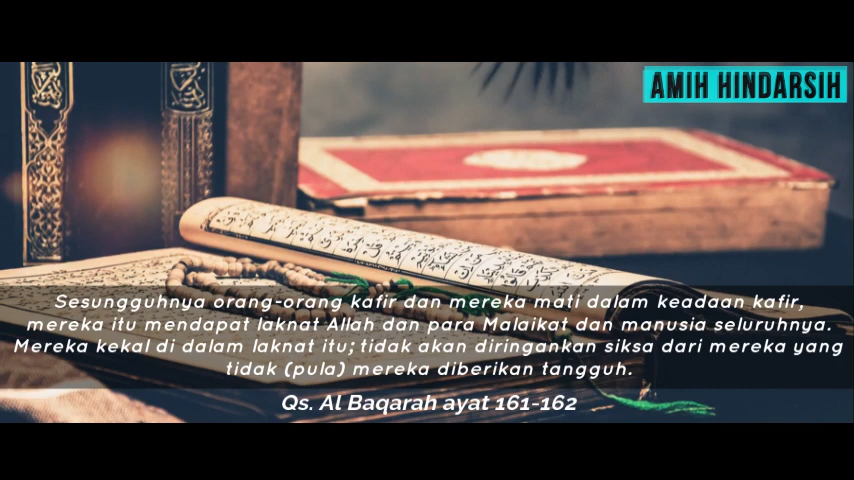 AMIH HINDARSIH
Sesungguhnya orang-orang kafir dan mereka mati dalam keadaan kafir,
mereka itu mendapat laknat Allah dan para Malaikat dan manusia seluruhnya.
Mereka kekal di dalam laknat itu; tidak akan diringankan siksa dari mereka yang
tidak (pula) mereka diberikan tangguh.
Qs. Al Baqarah ayat 161-162